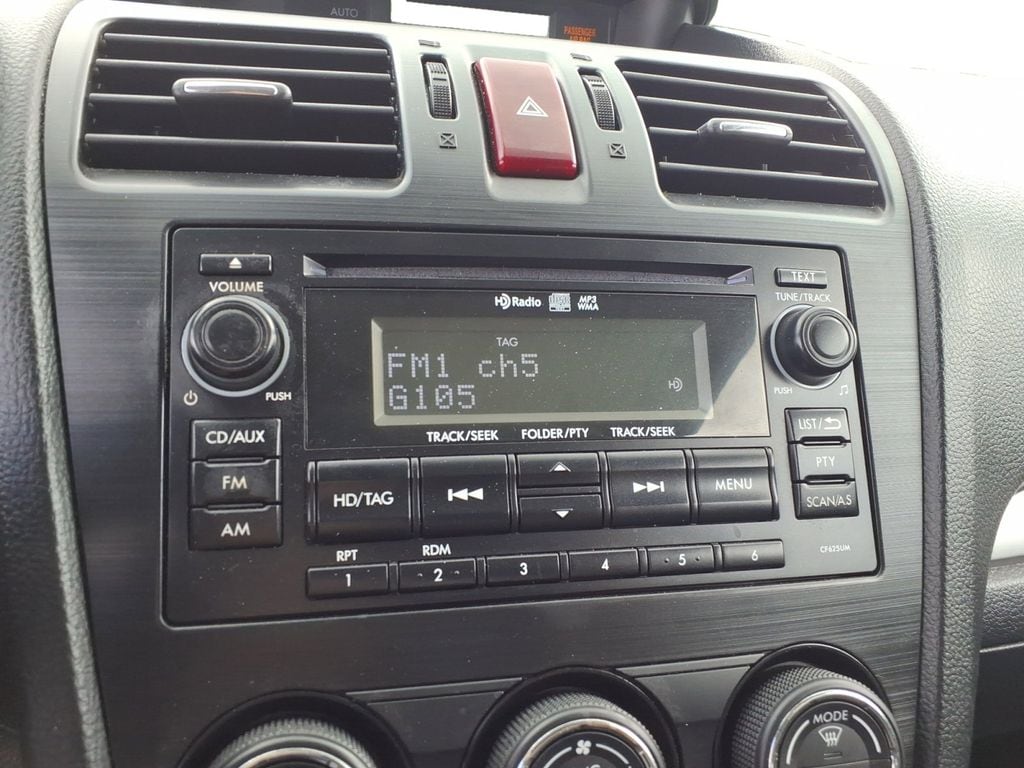 AUTO
PASSENGER
AIRBAG
VOLUME
PUSH
CD/AUX
FM
AM
HD Radio
MP3
WMA
TAG
FM1 ch5
G105
HD
TRACK/SEEK FOLDER/PTY TRACK/SEEK
HD/TAG
MENU
RPT RDM
1 2 3 4 5 6
TEXT
TUNE/TRACK
PUSH
LIST/
PTY
SCAN/A.S
CF625UM
MODE